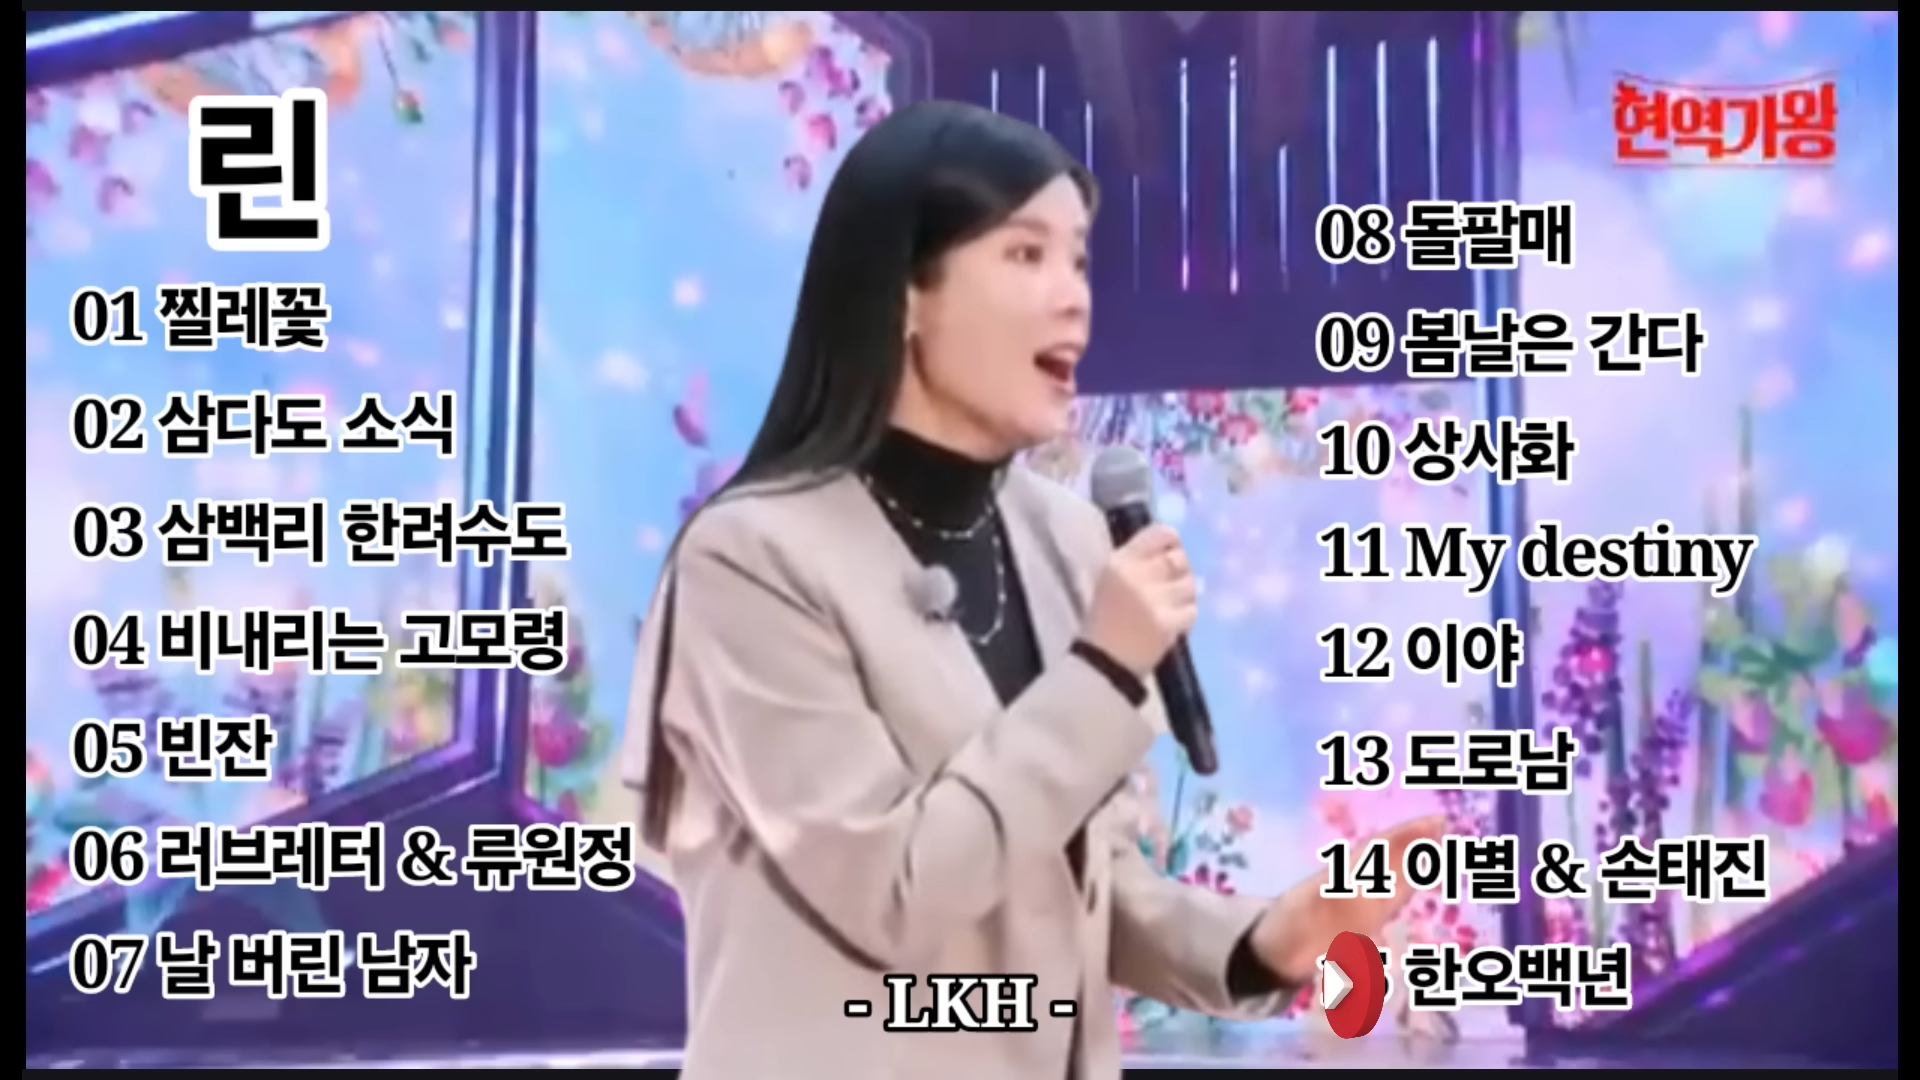 린
01 찔레꽃
02 삼다도 소식
03 삼백리 한려수도
04 비내리는 고모령
05 빈잔
06 러브레터 & 류원정
07 날 버린 남자
현역가왕
08 돌팔매
09 봄날은 간다
10 상사화
11 My destiny
12 이야
13 도로남
14 이별 & 손태진
한오백년
- LKH -